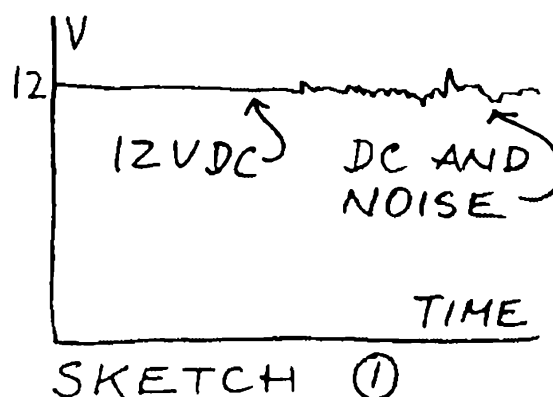 V
12
12VDC
DC AND
NOISE
TIME
SKETCH ①